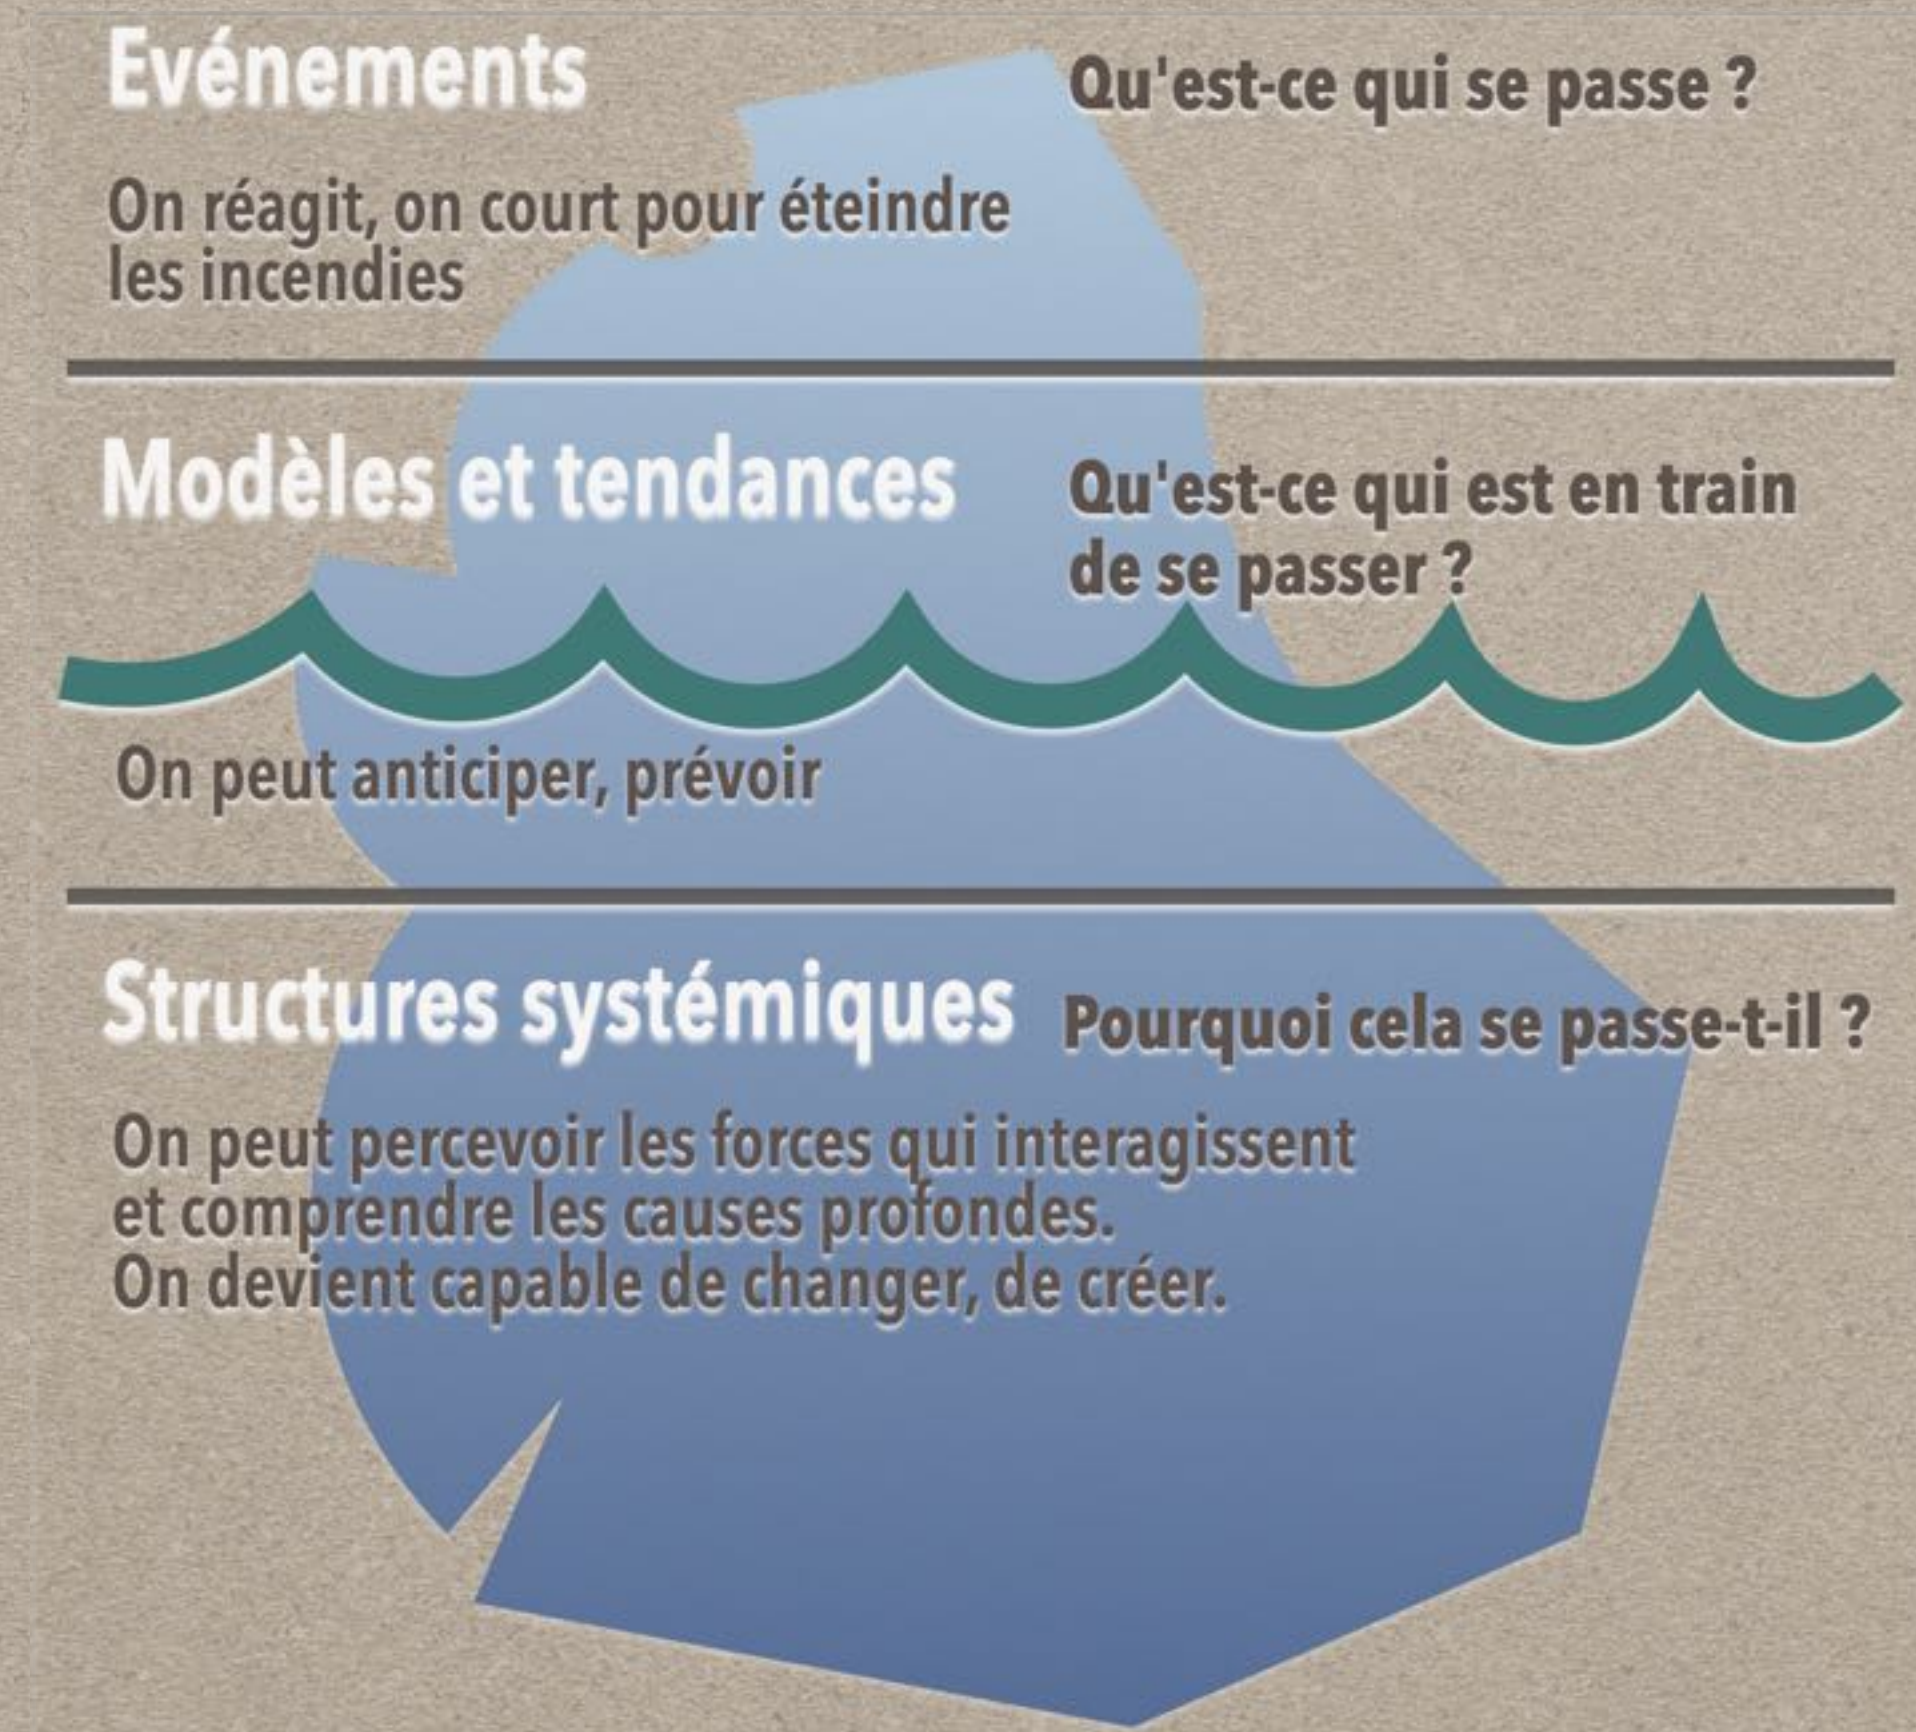 Evénements
Qu'est-ce qui se passe ?
On réagit, on court pour éteindre
les incendies
Modèles et tendances
Qu'est-ce qui est en train
de se passer ?
On peut anticiper, prévoir
Structures systémiques
Pourquoi cela se passe-t-il ?
On peut percevoir les forces qui interagissent
et comprendre les causes profondes.
On devient capable de changer, de créer.